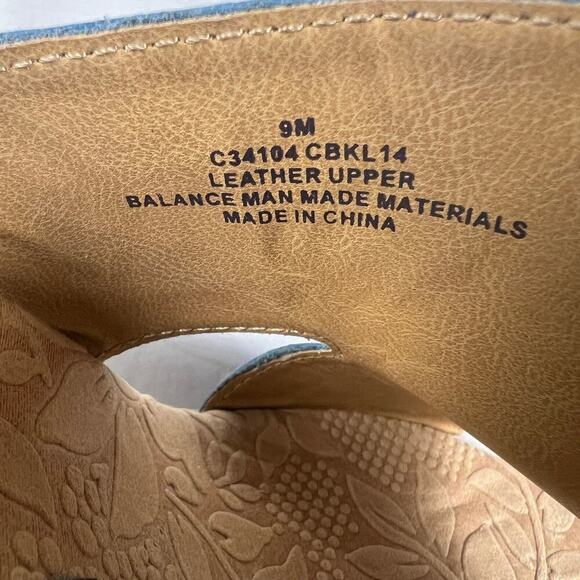 9M
C34104 CBKL14
LEATHER UPPER
BALANCE MAN MADE MATERIALS
MADE IN CHINA